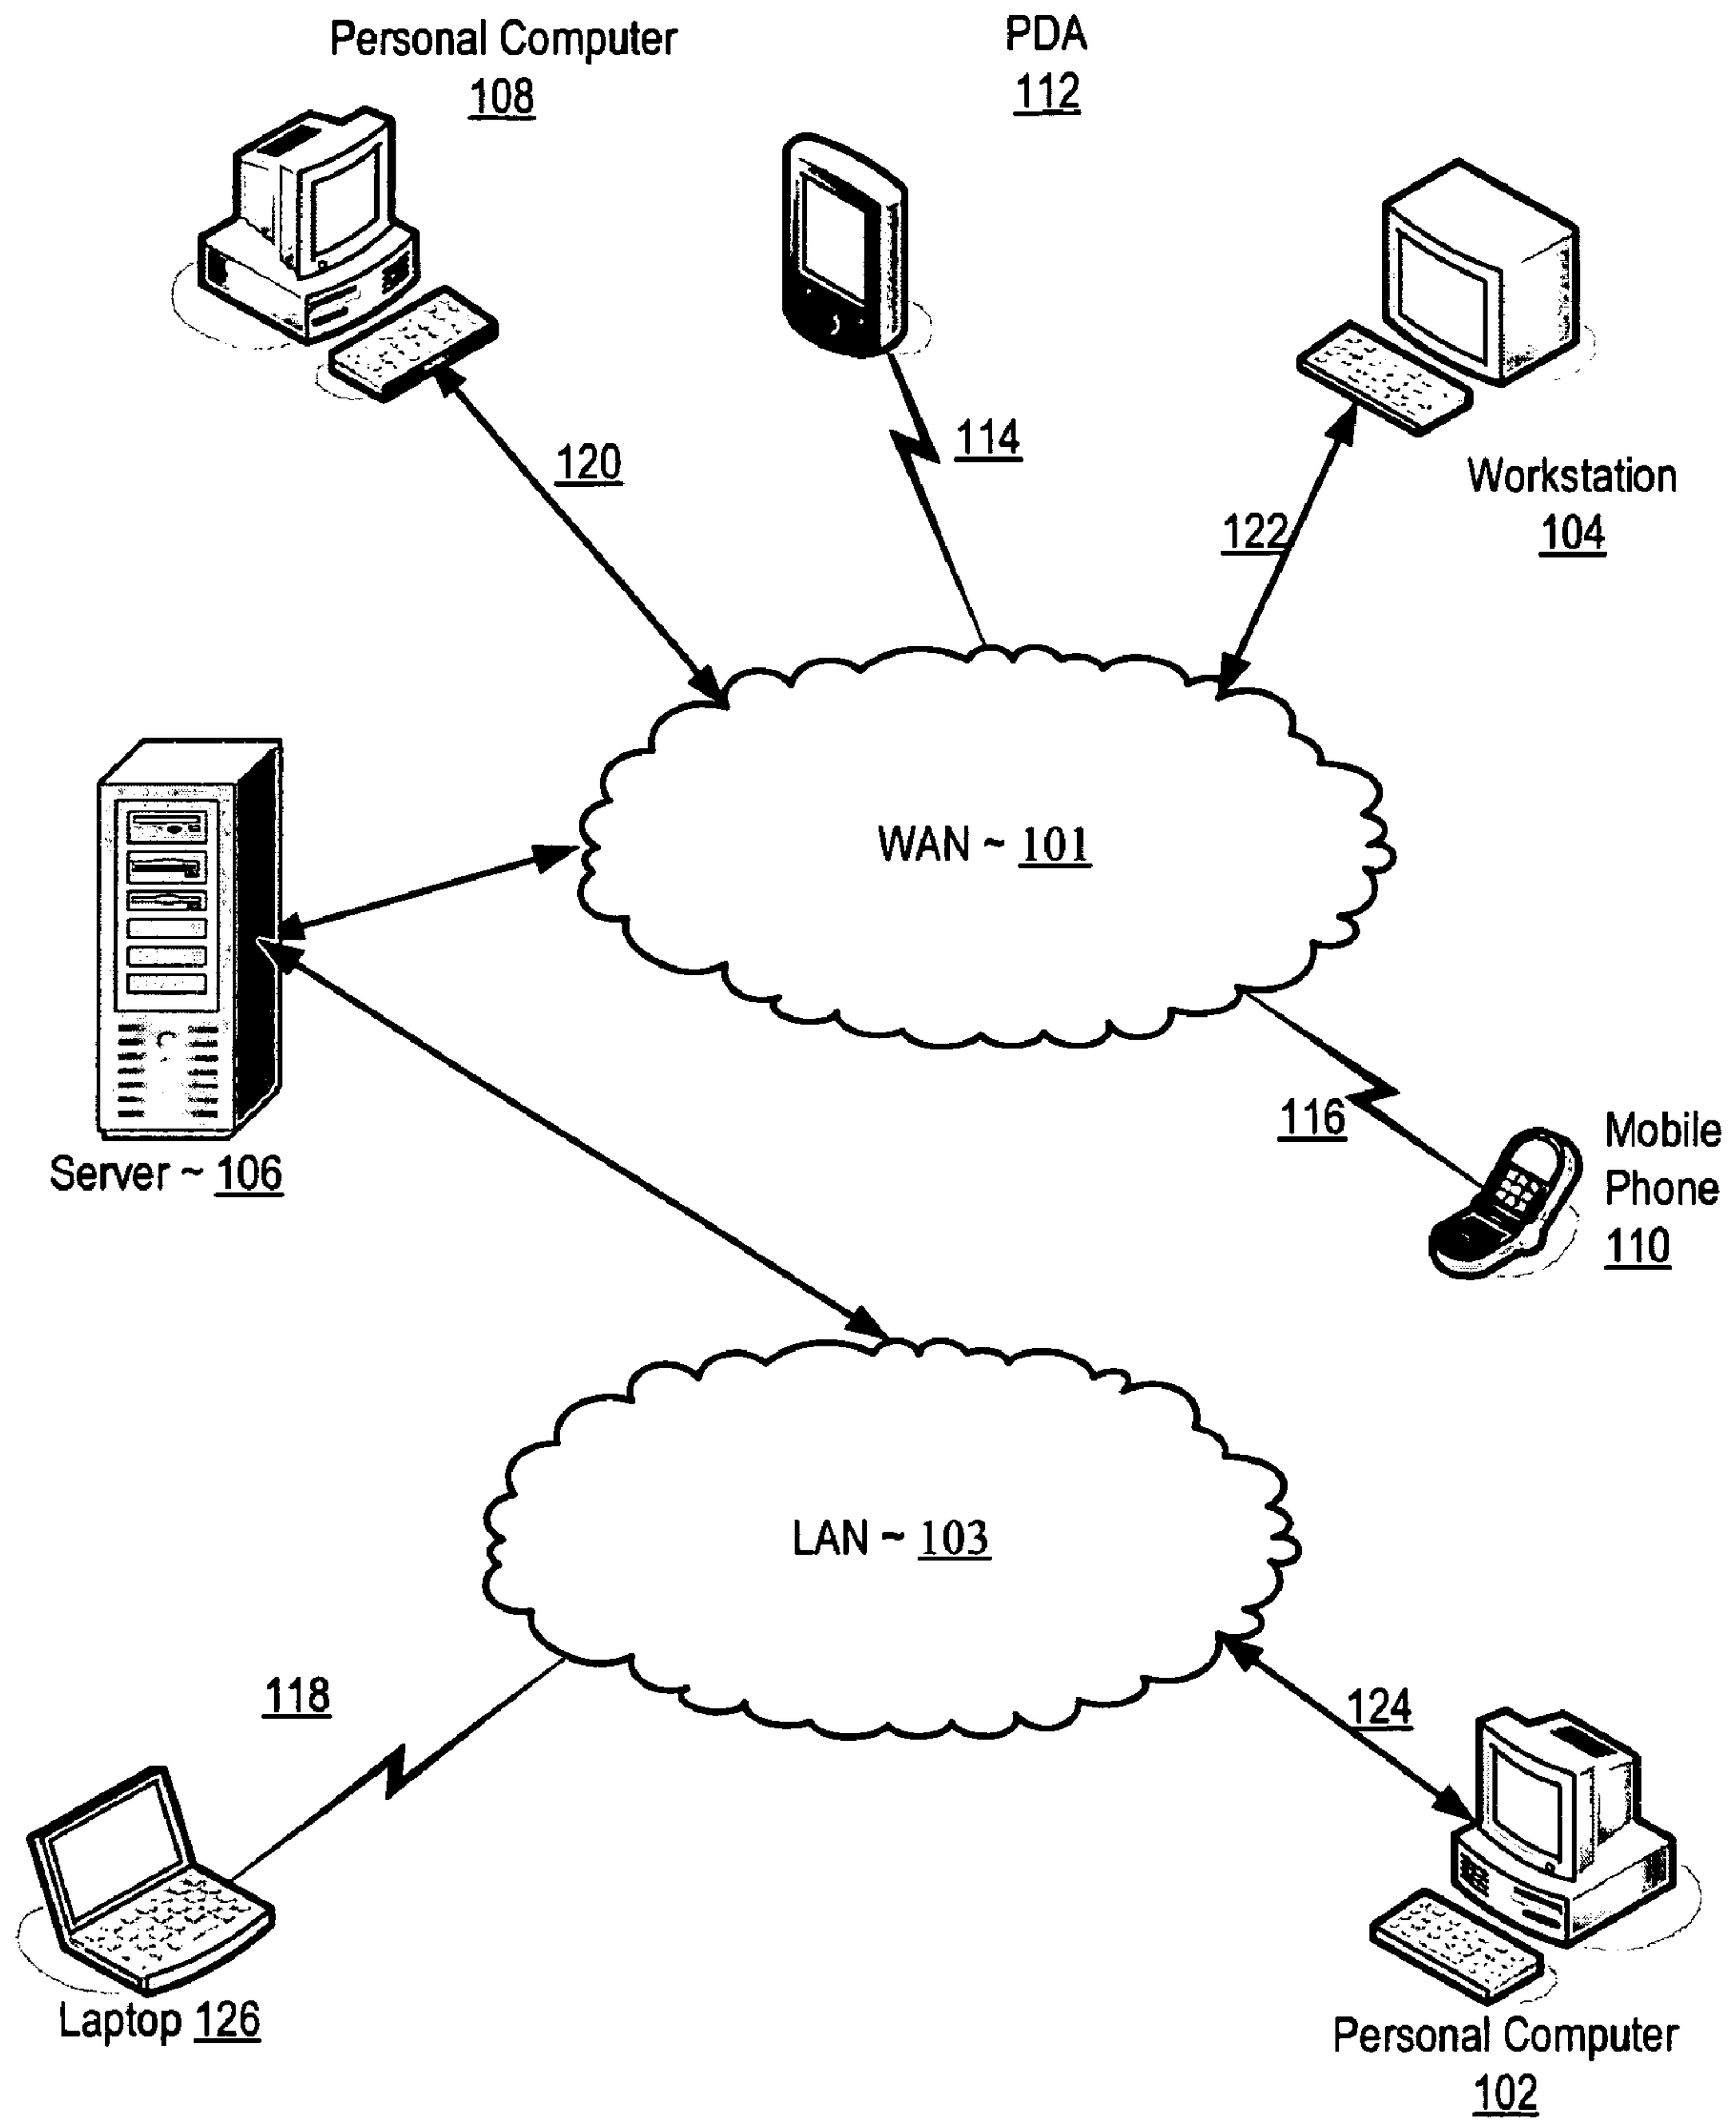 Personal Computer
108
PDA
112
120
114
122
Workstation
104
WAN ~ 101
Server ~ 106
116
Mobile
Phone
110
LAN ~ 103
118
124
Laptop 126
Personal Computer
102